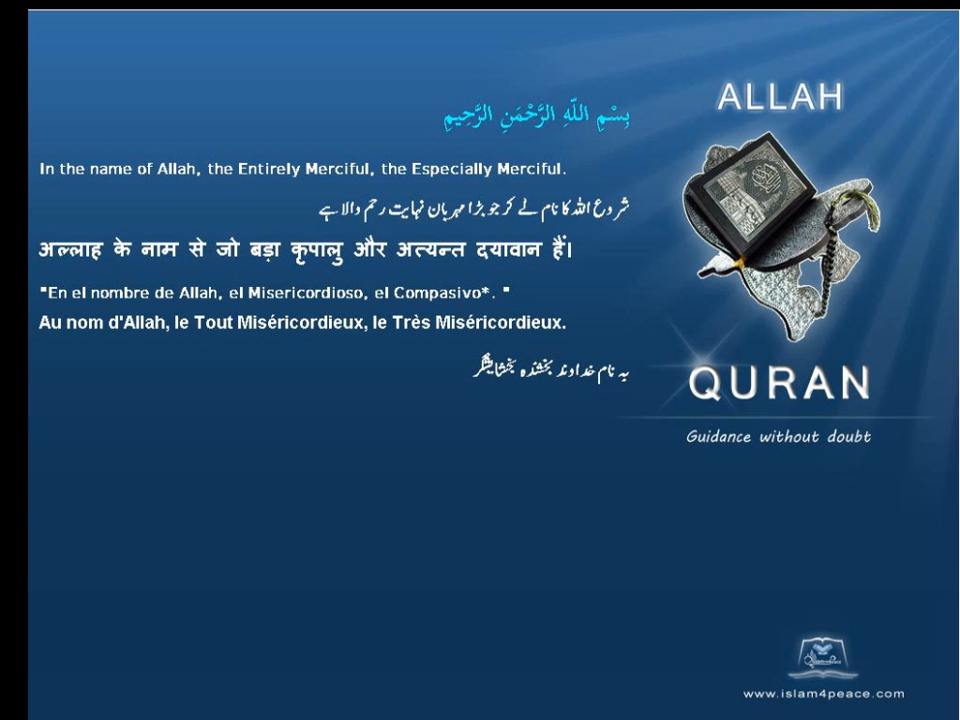 بِسْمِ اللّهِ الرَّحْمَنِ الرَّحِيمِ
In the name of Allah, the Entirely Merciful, the Especially Merciful.
شروع الله کا نام لے کر جو بڑا مہربان نہایت رحم والا ہے
अल्लाह के नाम से जो बड़ा कृपालु और अत्यन्त दयावान हैं।
"En el nombre de Allah, el Misericordioso, el Compasivo*. "
Au nom d'Allah, le Tout Miséricordieux, le Très Miséricordieux.
به نام خداوند بخشنده بخشایشگر
ALLAH
QURAN
Guidance without doubt
www.islam4peace.com